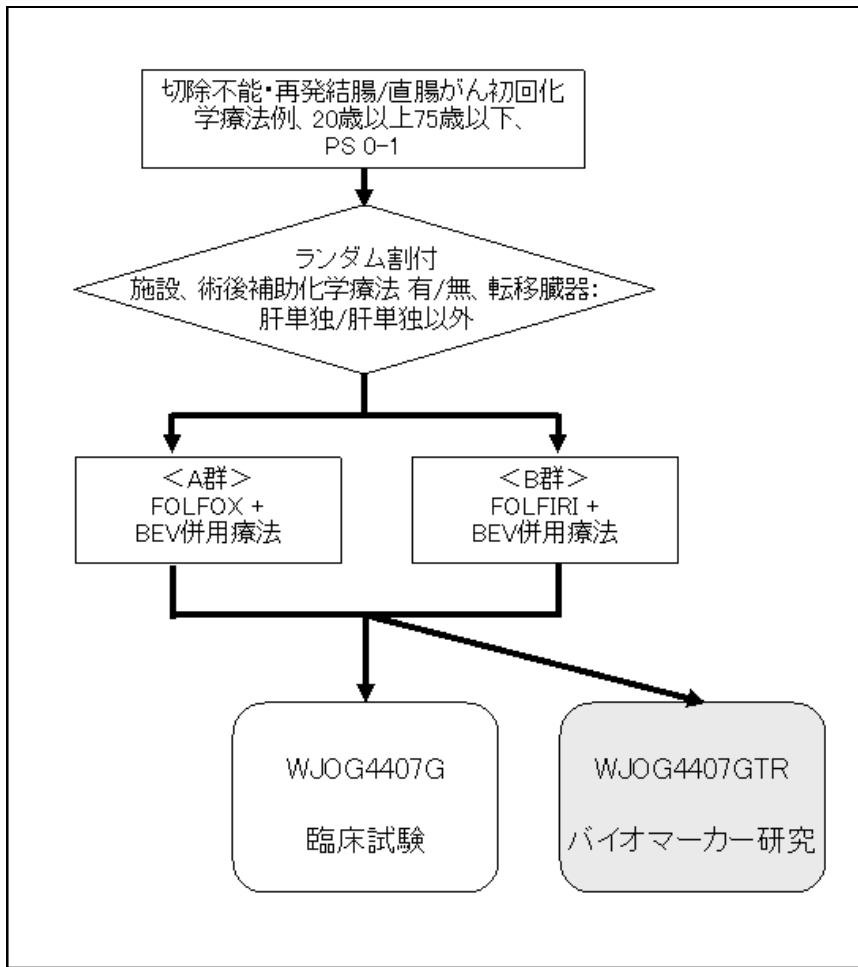 切除不能・再発結腸/直腸がん初回化
学療法例、20歳以上75歳以下、
PS 0-1
ランダム割付
施設、術後補助化学療法 有/無、転移臓器:
肝単独/肝単独以外
＜A群＞
FOLFOX +
BEV併用療法
＜B群＞
FOLFIRI +
BEV併用療法
WJOG4407G
臨床試験
WJOG4407GTR
バイオマーカー研究